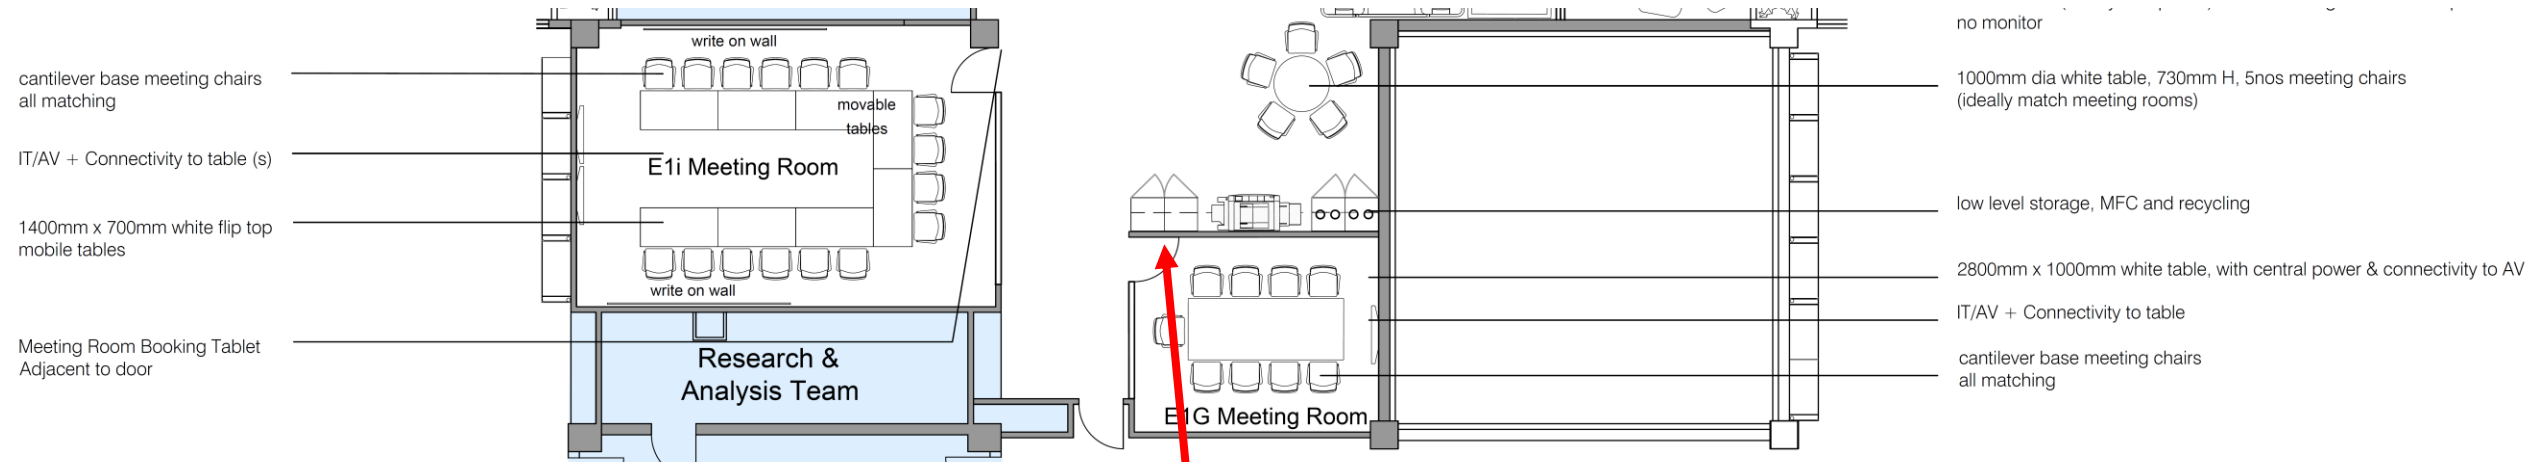 cantilever base meeting chairs
all matching
IT/AV + Connectivity to table (s)
1400mm x 700mm white flip top
mobile tables
Meeting Room Booking Tablet
Adjacent to door
write on wall
movable
tables
E1i Meeting Room
write on wall
Research &
Analysis Team
E1G Meeting Room
no monitor
1000mm dia white table, 730mm H, 5nos meeting chairs
(ideally match meeting rooms)
low level storage, MFC and recycling
2800mm x 1000mm white table, with central power & connectivity to AV
IT/AV + Connectivity to table
cantilever base meeting chairs
all matching